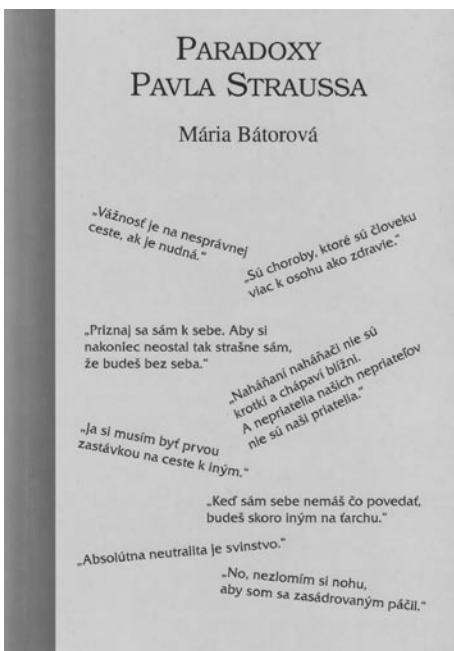 PARADOXY
PAVLA STRAUSSA
Mária Bátorová
„Vážnosť je na nesprávnej
ceste, ak je nudná.“
„Sú choroby, ktoré sú človeku
viac k osohu ako zdravie.“
„Priznaj sa sám k sebe. Aby si
nakoniec neostal tak strašne sám,
že budeš bez seba.“
„Naháňaní naháňači nie sú
krotkí a chápaví blížni.
A nepriatelia našich nepriateľov
nie sú naši priatelia.“
„Ja si musím byť prvou
zastávkou na ceste k iným.“
„Keď sám sebe nemáš čo povedať,
budeš skoro iným na ťarchu.“
„Absolútna neutralita je svinstvo.“
„No, nezlomím si nohu,
aby som sa zasádrovaným páčil.“